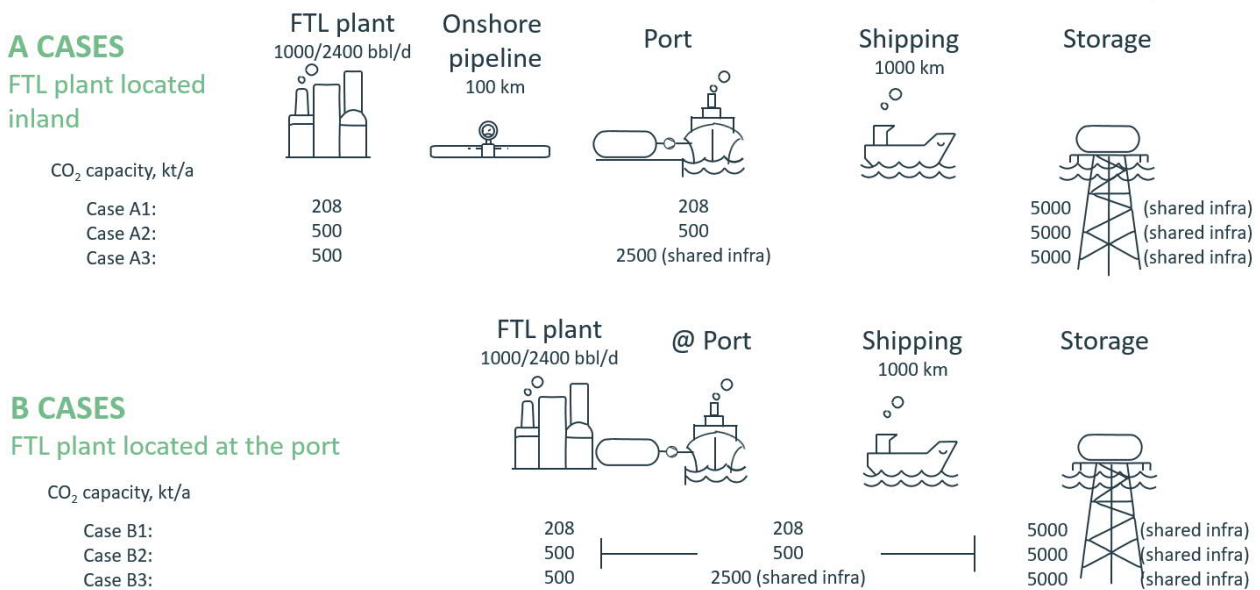 A CASES
FTL plant located
inland
FTL plant
1000/2400 bbl/d
Onshore
pipeline
100 km
Port
Shipping
1000 km
Storage
CO₂ capacity, kt/a
Case A1: 208 208 5000 (shared infra)
Case A2: 500 500 5000 (shared infra)
Case A3: 500 2500 (shared infra) 5000 (shared infra)
B CASES
FTL plant located at the port
FTL plant
1000/2400 bbl/d
@ Port
Shipping
1000 km
Storage
CO₂ capacity, kt/a
Case B1: 208 208 5000 (shared infra)
Case B2: 500 500 5000 (shared infra)
Case B3: 500 2500 (shared infra) 5000 (shared infra)